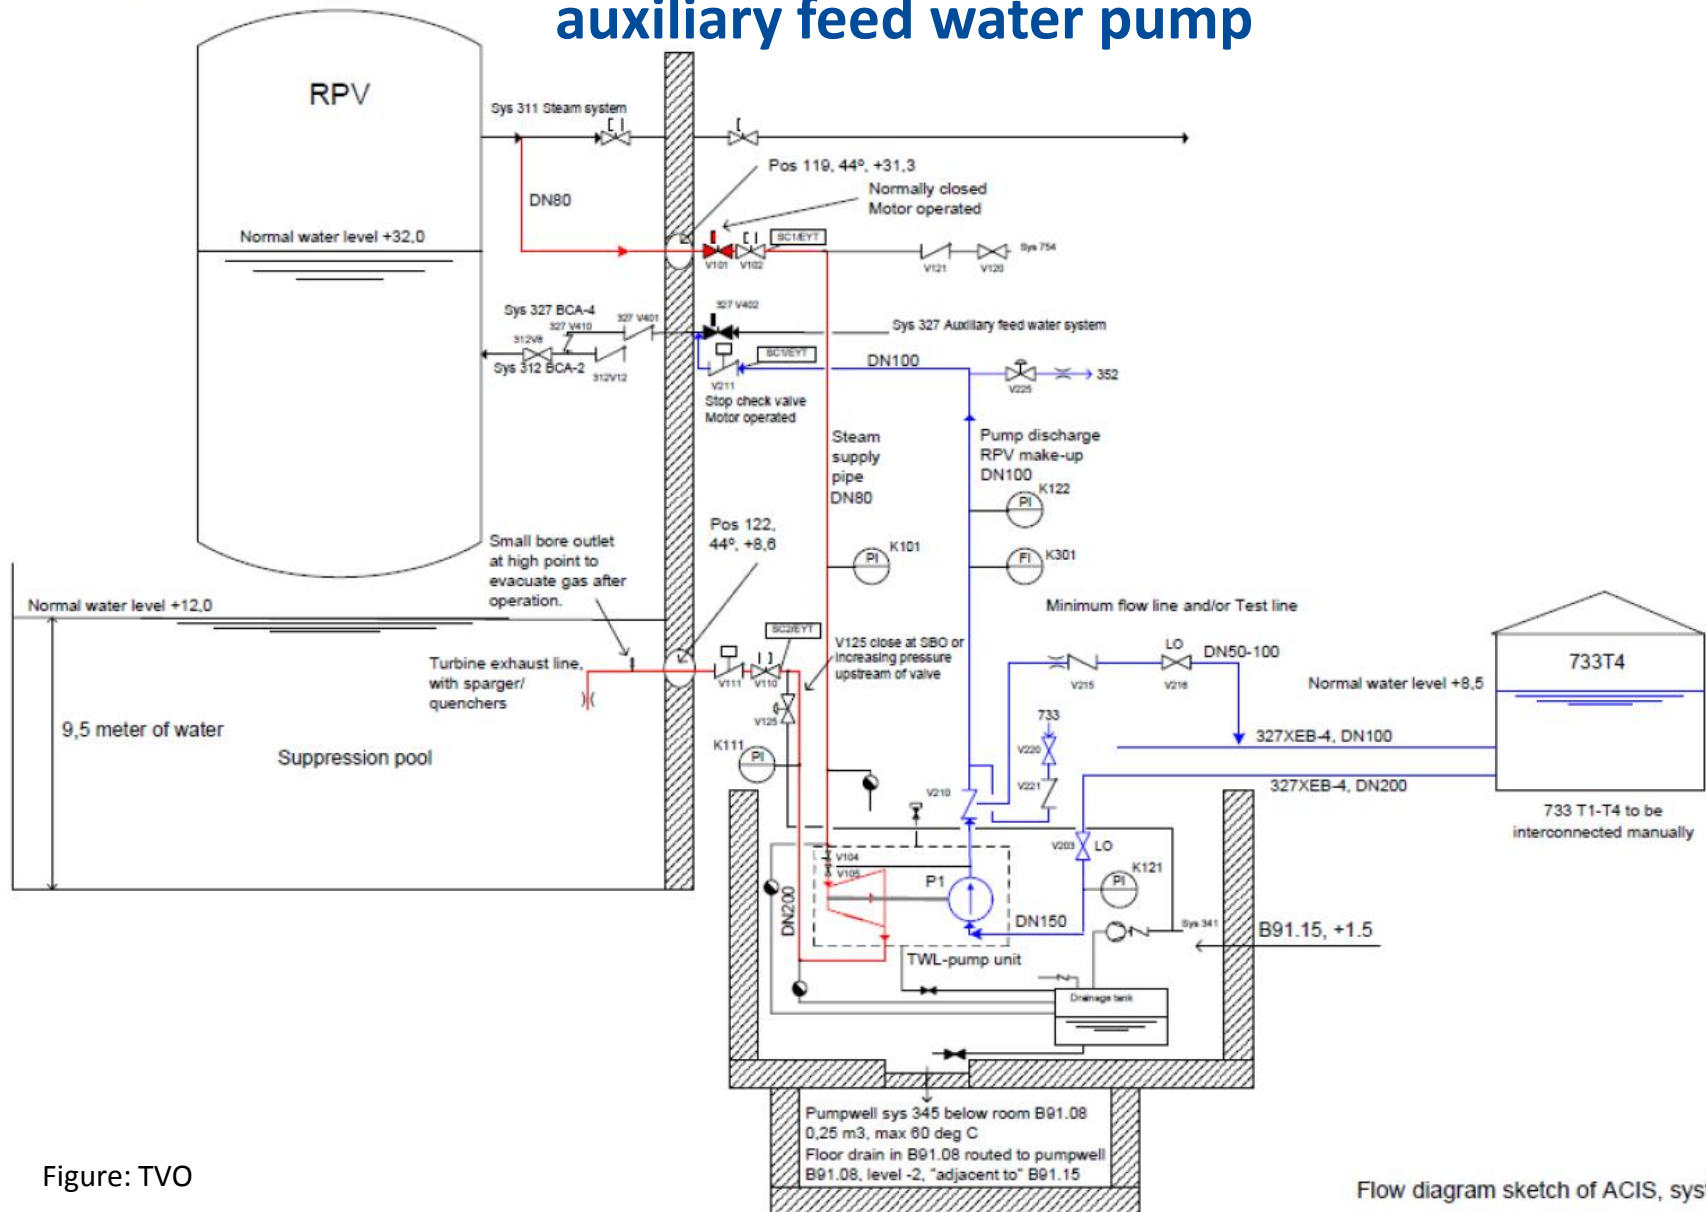 auxiliary feed water pump
RPV
Sys 311 Steam system
Pos 119, 44º, +31,3
Normally closed
Motor operated
DN80
Normal water level +32,0
SC1/EYT
V101
V102
V121
V120
Sys 754
Sys 327 BCA-4
327 V410
327 V401
327 V402
Sys 327 Auxiliary feed water system
312V8
Sys 312 BCA-2
312V12
SC1/EYT
DN100
V211
Stop check valve
Motor operated
V225
352
Steam
supply
pipe
DN80
Pump discharge
RPV make-up
DN100
K122
PI
K101
PI
K301
FI
Pos 122,
44º, +8,6
Small bore outlet
at high point to
evacuate gas after
operation.
Normal water level +12,0
Minimum flow line and/or Test line
SC2/EYT
V125 close at SBO or
increasing pressure
upstream of valve
LO
DN50-100
V215
V216
733T4
Normal water level +8,5
Turbine exhaust line,
with sparger/
quenchers
V111
V110
V125
9,5 meter of water
Suppression pool
K111
PI
733
V220
V221
V210
327XEB-4, DN100
327XEB-4, DN200
733 T1-T4 to be
interconnected manually
V203
LO
V104
V105
P1
K121
PI
DN200
DN150
Sys 341
B91.15, +1.5
TWL-pump unit
Drainage tank
Pumpwell sys 345 below room B91.08
0,25 m3, max 60 deg C
Floor drain in B91.08 routed to pumpwell
B91.08, level -2, "adjacent to" B91.15
Figure: TVO
Flow diagram sketch of ACIS, syst